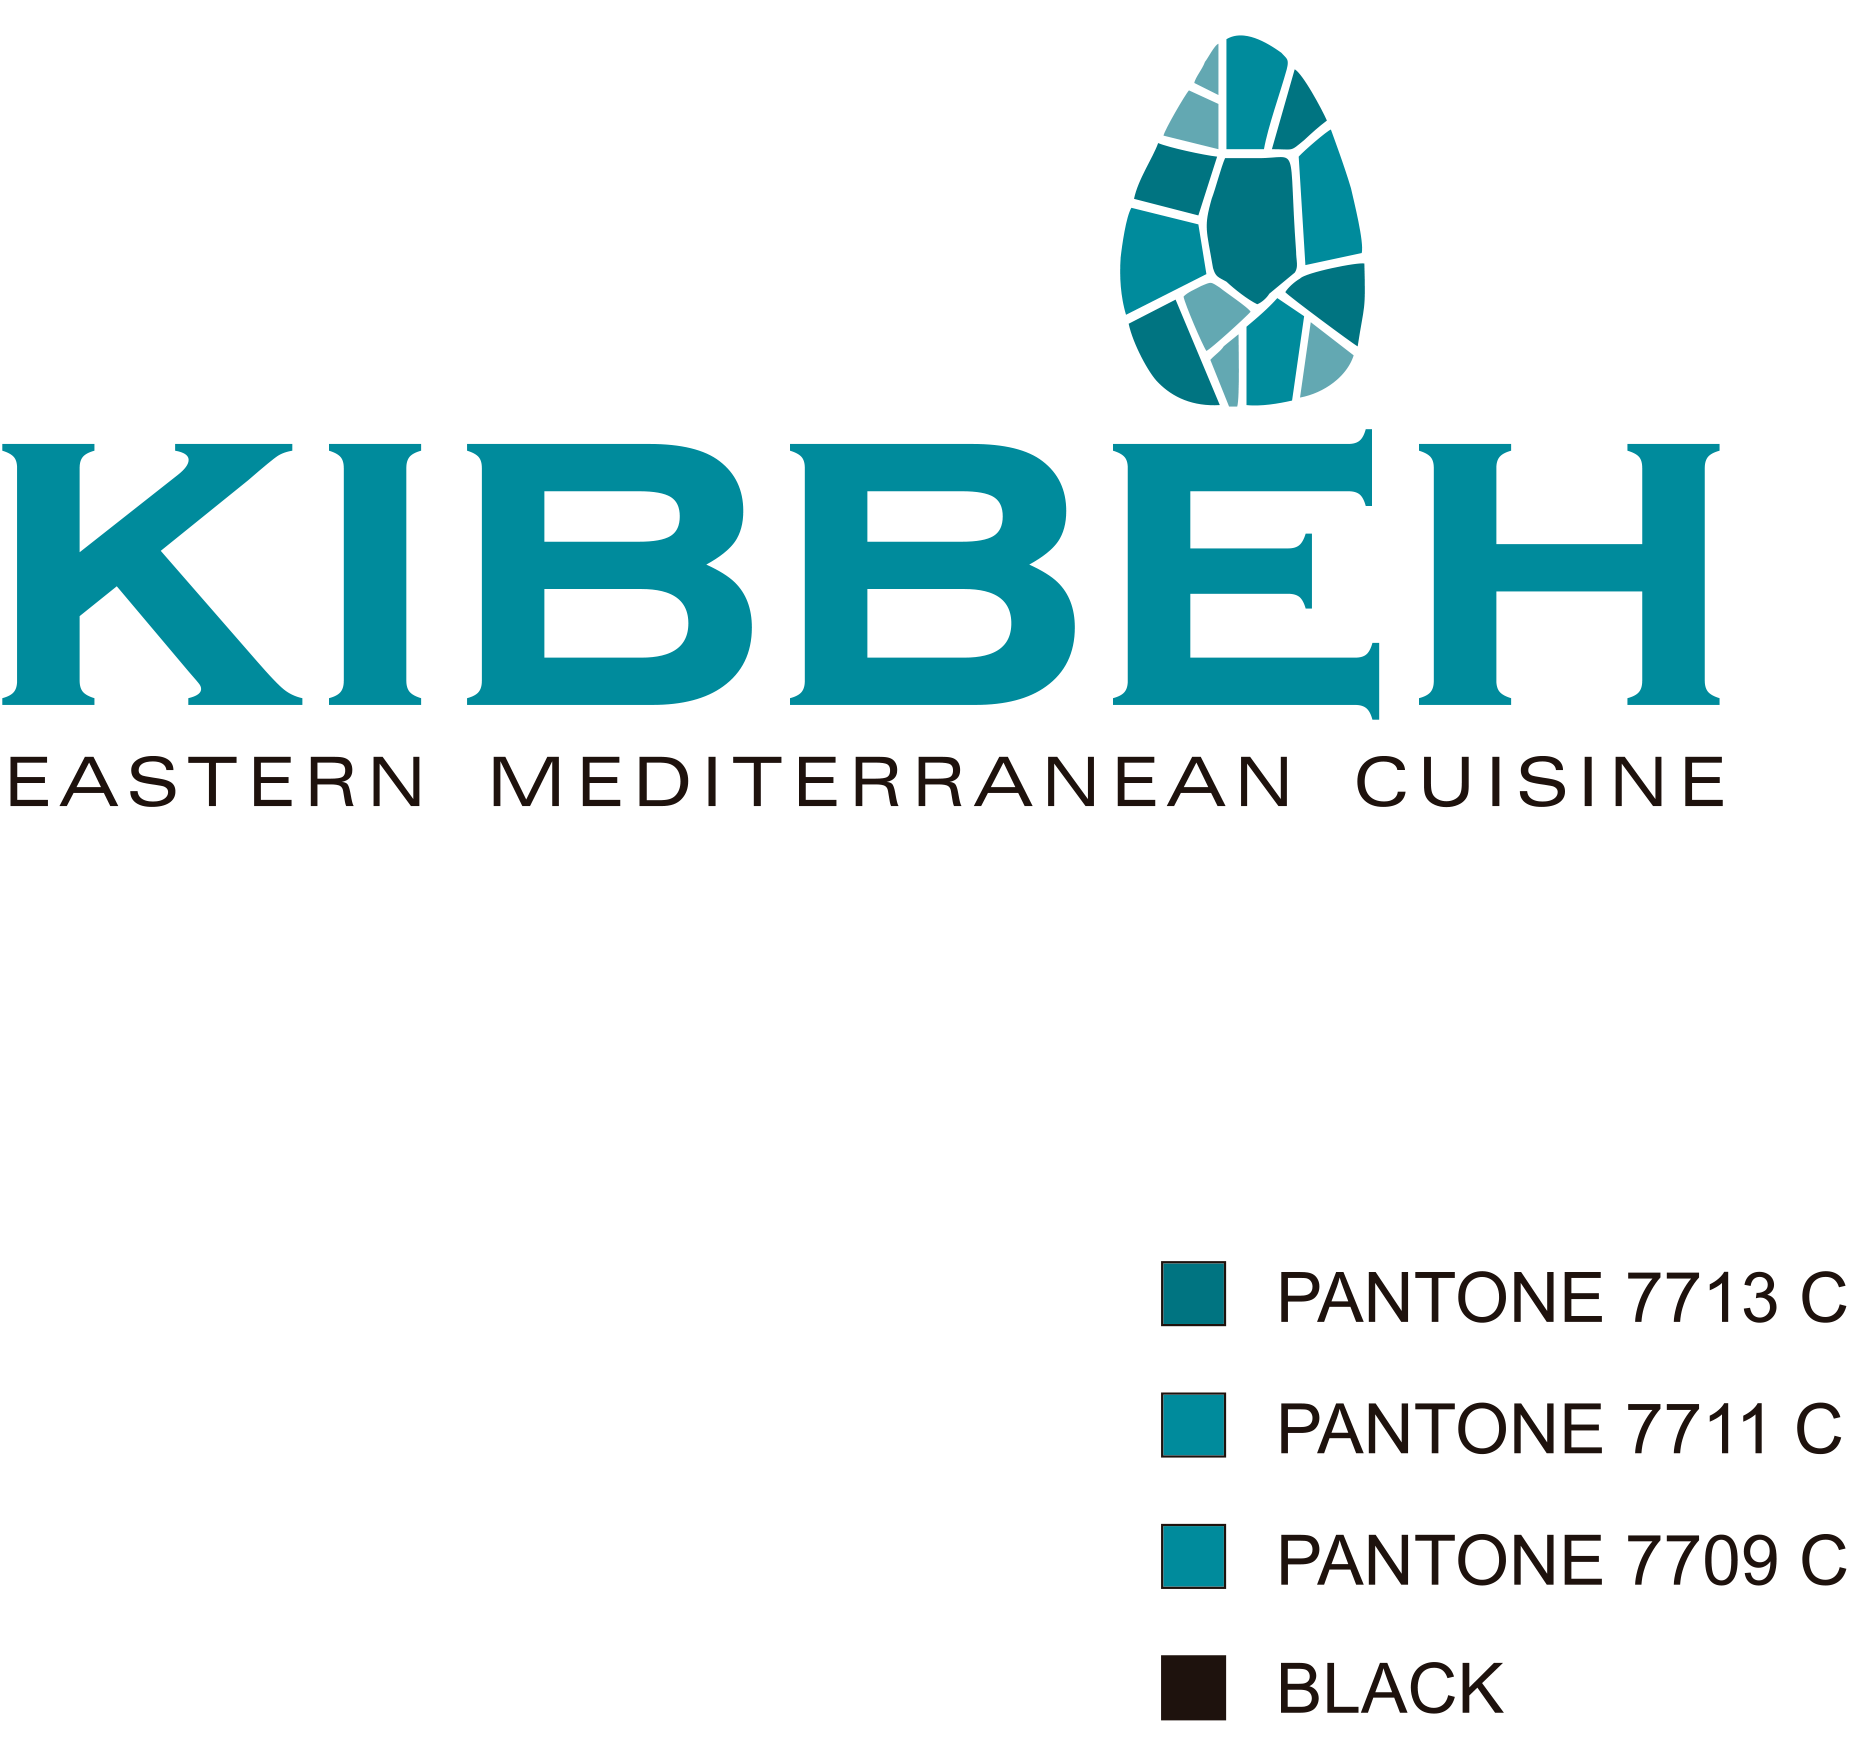 KIBBEH
EASTERN MEDITERRANEAN CUISINE
PANTONE 7713 C
PANTONE 7711 C
PANTONE 7709 C
BLACK